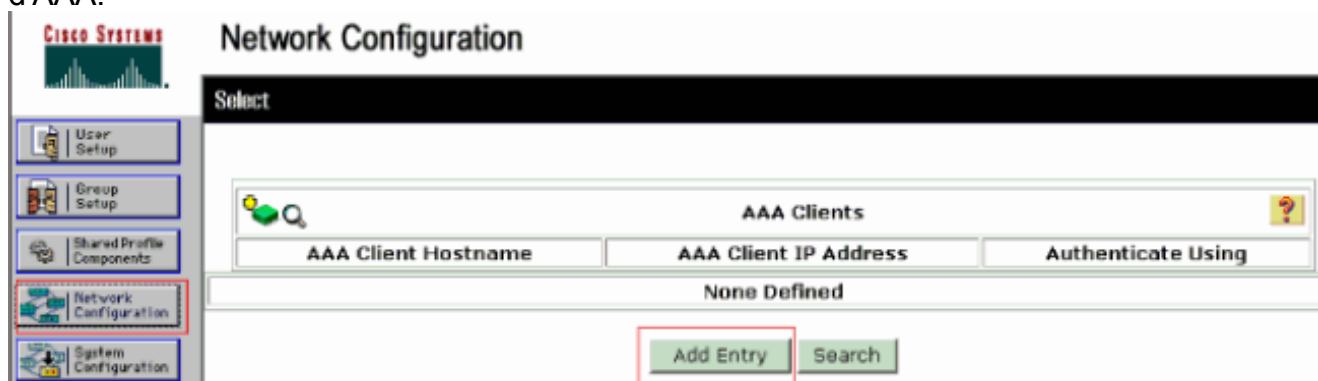 d'AAA.
CISCO SYSTEMS
Network Configuration
Select
User
Setup
Group
Setup
Shared Profile
Components
Network
Configuration
System
Configuration
AAA Clients
AAA Client Hostname
AAA Client IP Address
Authenticate Using
None Defined
Add Entry
Search